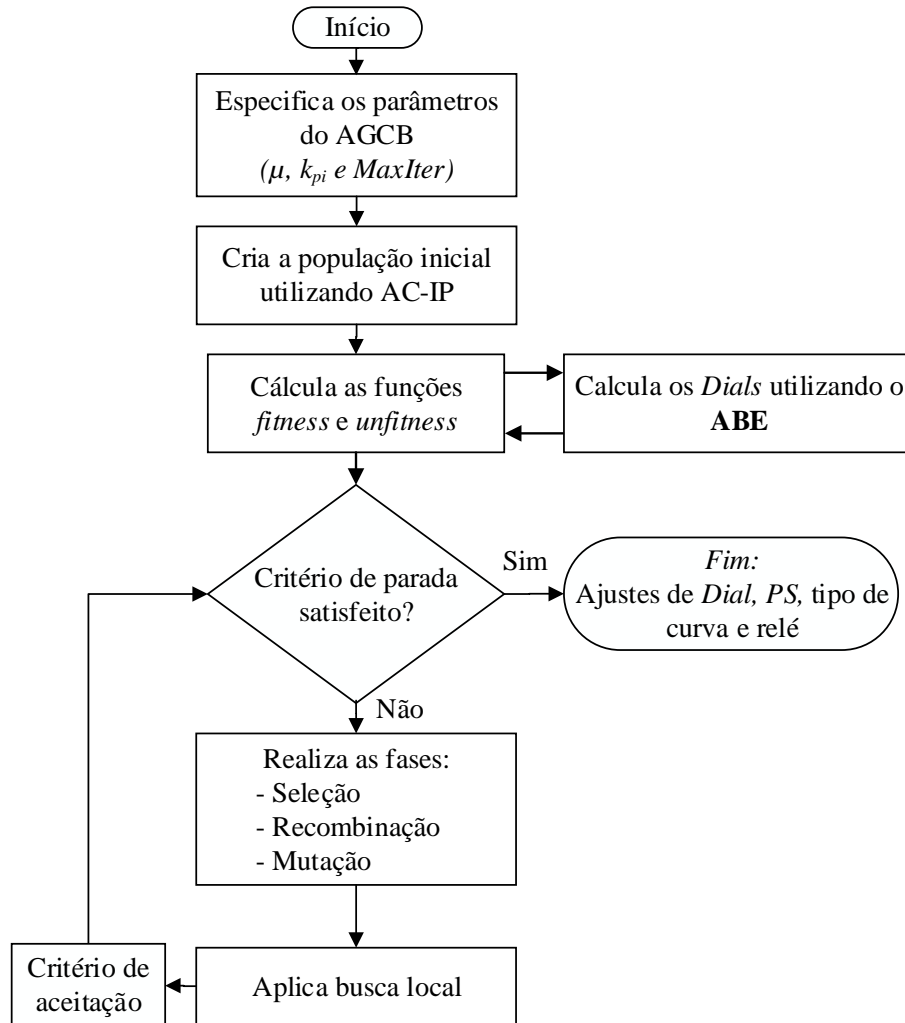 Início
Especifica os parâmetros
do AGCB
(μ, kpi e MaxIter)
Cria a população inicial
utilizando AC-IP
Cálcula as funções
fitness e unfitness
Calcula os Dials utilizando o
ABE
Critério de parada
satisfeito?
Sim
Fim:
Ajustes de Dial, PS, tipo de
curva e relé
Não
Realiza as fases:
- Seleção
- Recombinação
- Mutação
Critério de
aceitação
Aplica busca local